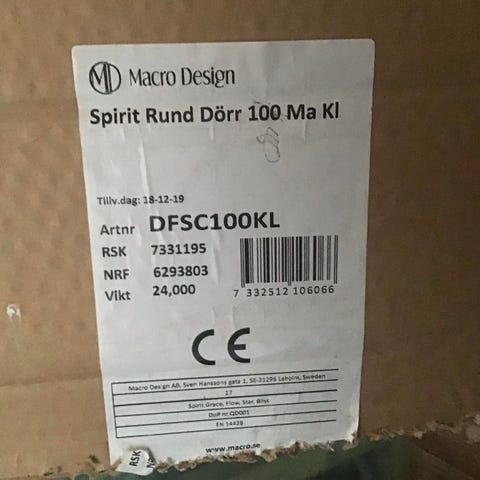 MD Macro Design
Spirit Rund Dörr 100 Ma Kl
Tillv.dag: 18-12-19
Artnr DFSC100KL
RSK 7331195
NRF 6293803
Vikt 24,000
7 332512 106066
CE
Macro Design AB, Sven Hanssons gata 1, SE-31296 Laholm, Sweden
17
Spirit Grace, Flow, Star, Bliss
DoP nr QD001
EN 14428
www.macro.se
RSK